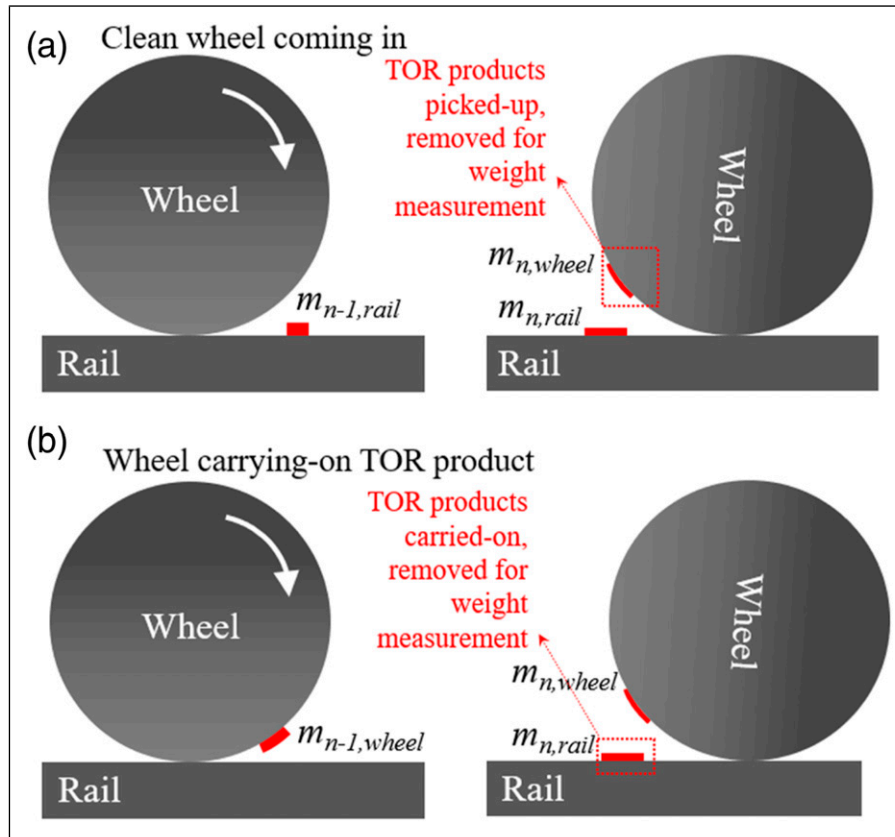 (a)
Clean wheel coming in
TOR products
picked-up,
removed for
weight
measurement
Wheel
Wheel
m_{n-1,rail}
m_{n,wheel}
m_{n,rail}
Rail
Rail
(b)
Wheel carrying-on TOR product
TOR products
carried-on,
removed for
weight
measurement
Wheel
Wheel
m_{n-1,wheel}
m_{n,wheel}
m_{n,rail}
Rail
Rail